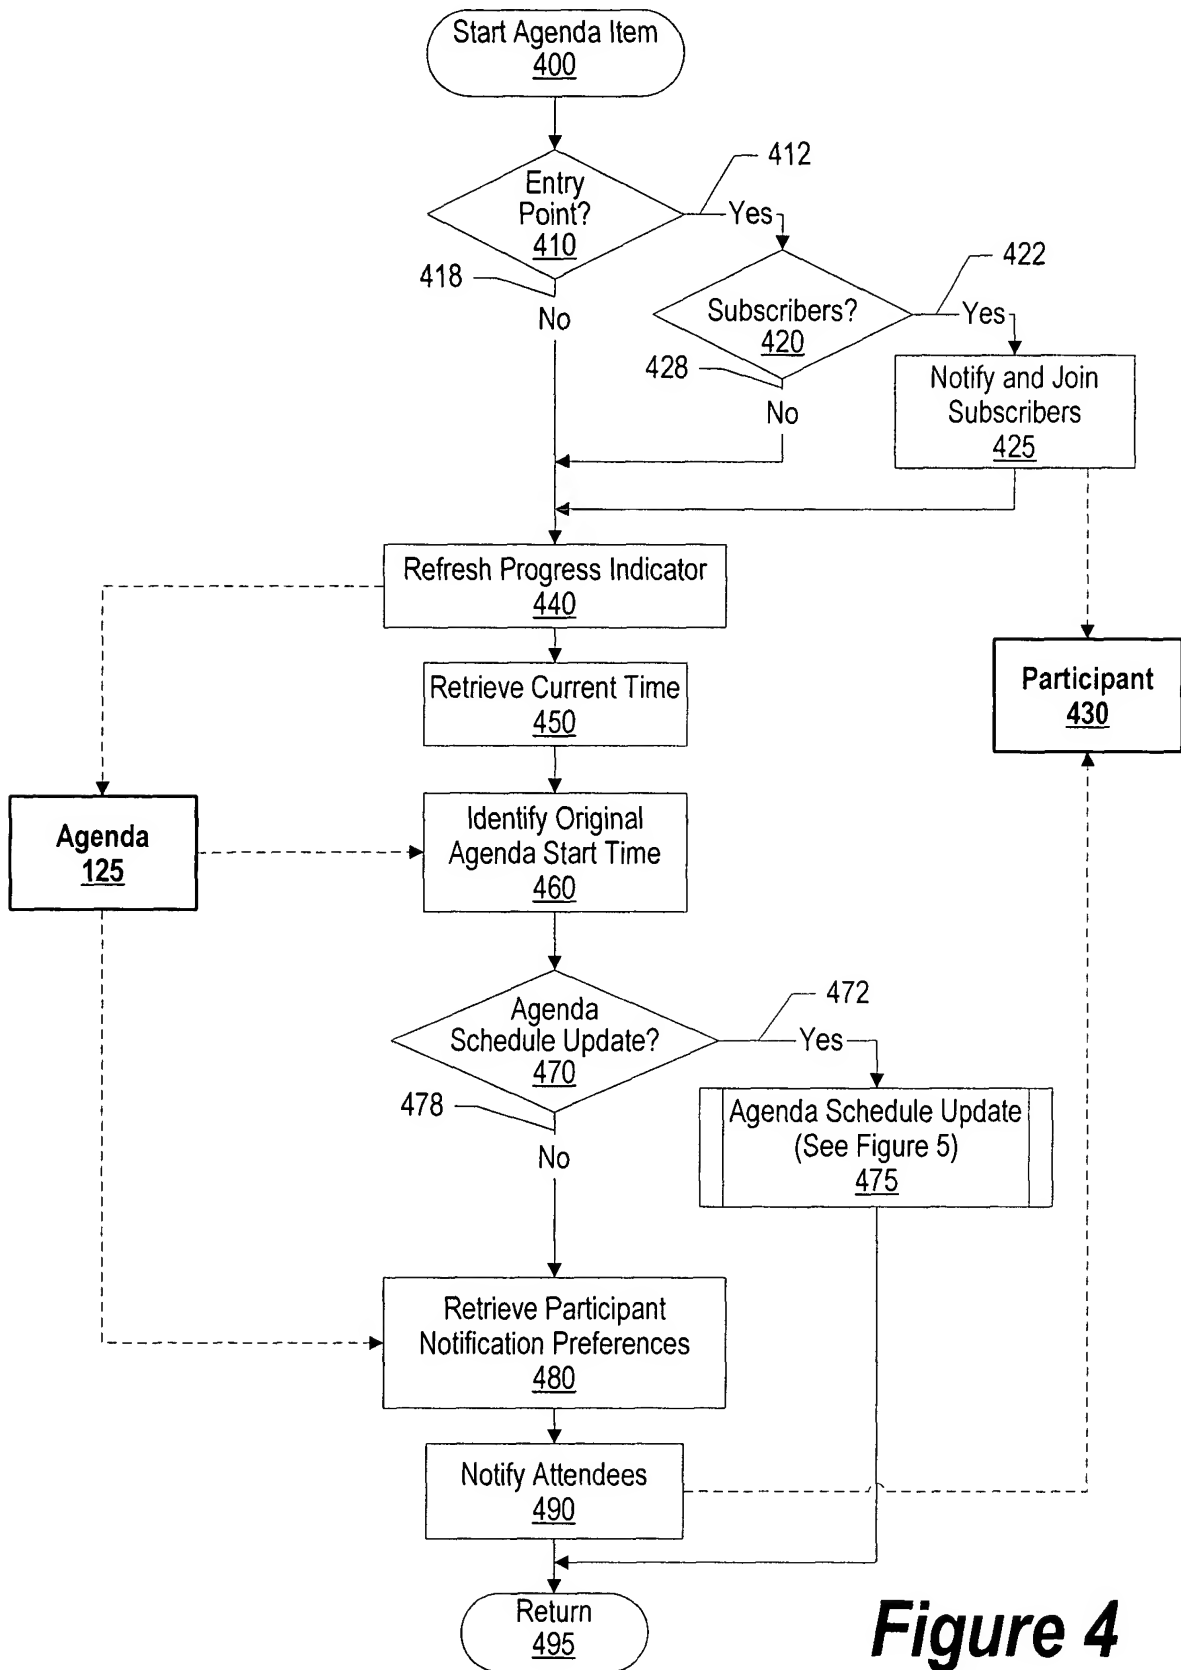 Start Agenda Item
400
412
Entry
Point?
410
Yes
418
No
422
Subscribers?
420
Yes
428
No
Notify and Join
Subscribers
425
Refresh Progress Indicator
440
Retrieve Current Time
450
Participant
430
Agenda
125
Identify Original
Agenda Start Time
460
472
Agenda
Schedule Update?
470
Yes
478
No
Agenda Schedule Update
(See Figure 5)
475
Retrieve Participant
Notification Preferences
480
Notify Attendees
490
Return
495
Figure 4